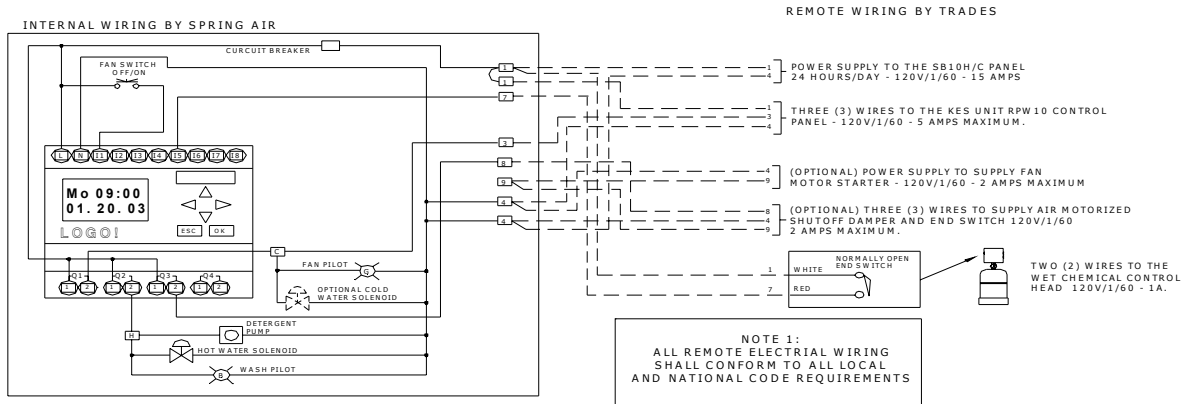 REMOTE WIRING BY TRADES
INTERNAL WIRING BY SPRING AIR
CURCUIT BREAKER
FAN SWITCH
OFF/ON
L N I1 I2 I3 I4 I5 I6 I7 I8
Mo 09:00
01. 20. 03
LOGO!
ESC OK
Q1 Q2 Q3 Q4
1 2 1 2 1 2 1 2
C
FAN PILOT
G
OPTIONAL COLD
WATER SOLENOID
H
DETERGENT
PUMP
HOT WATER SOLENOID
B
WASH PILOT
1
1
7
3
8
9
4
4
1
4
POWER SUPPLY TO THE SB10H/C PANEL
24 HOURS/DAY - 120V/1/60 - 15 AMPS
1
3
4
THREE (3) WIRES TO THE KES UNIT RPW10 CONTROL
PANEL - 120V/1/60 - 5 AMPS MAXIMUM.
4
9
(OPTIONAL) POWER SUPPLY TO SUPPLY FAN
MOTOR STARTER - 120V/1/60 - 2 AMPS MAXIMUM
8
4
9
(OPTIONAL) THREE (3) WIRES TO SUPPLY AIR MOTORIZED
SHUTOFF DAMPER AND END SWITCH 120V/1/60
2 AMPS MAXIMUM.
1 WHITE
7 RED
NORMALLY OPEN
END SWITCH
TWO (2) WIRES TO THE
WET CHEMICAL CONTROL
HEAD 120V/1/60 - 1A.
NOTE 1:
ALL REMOTE ELECTRIAL WIRING
SHALL CONFORM TO ALL LOCAL
AND NATIONAL CODE REQUIREMENTS